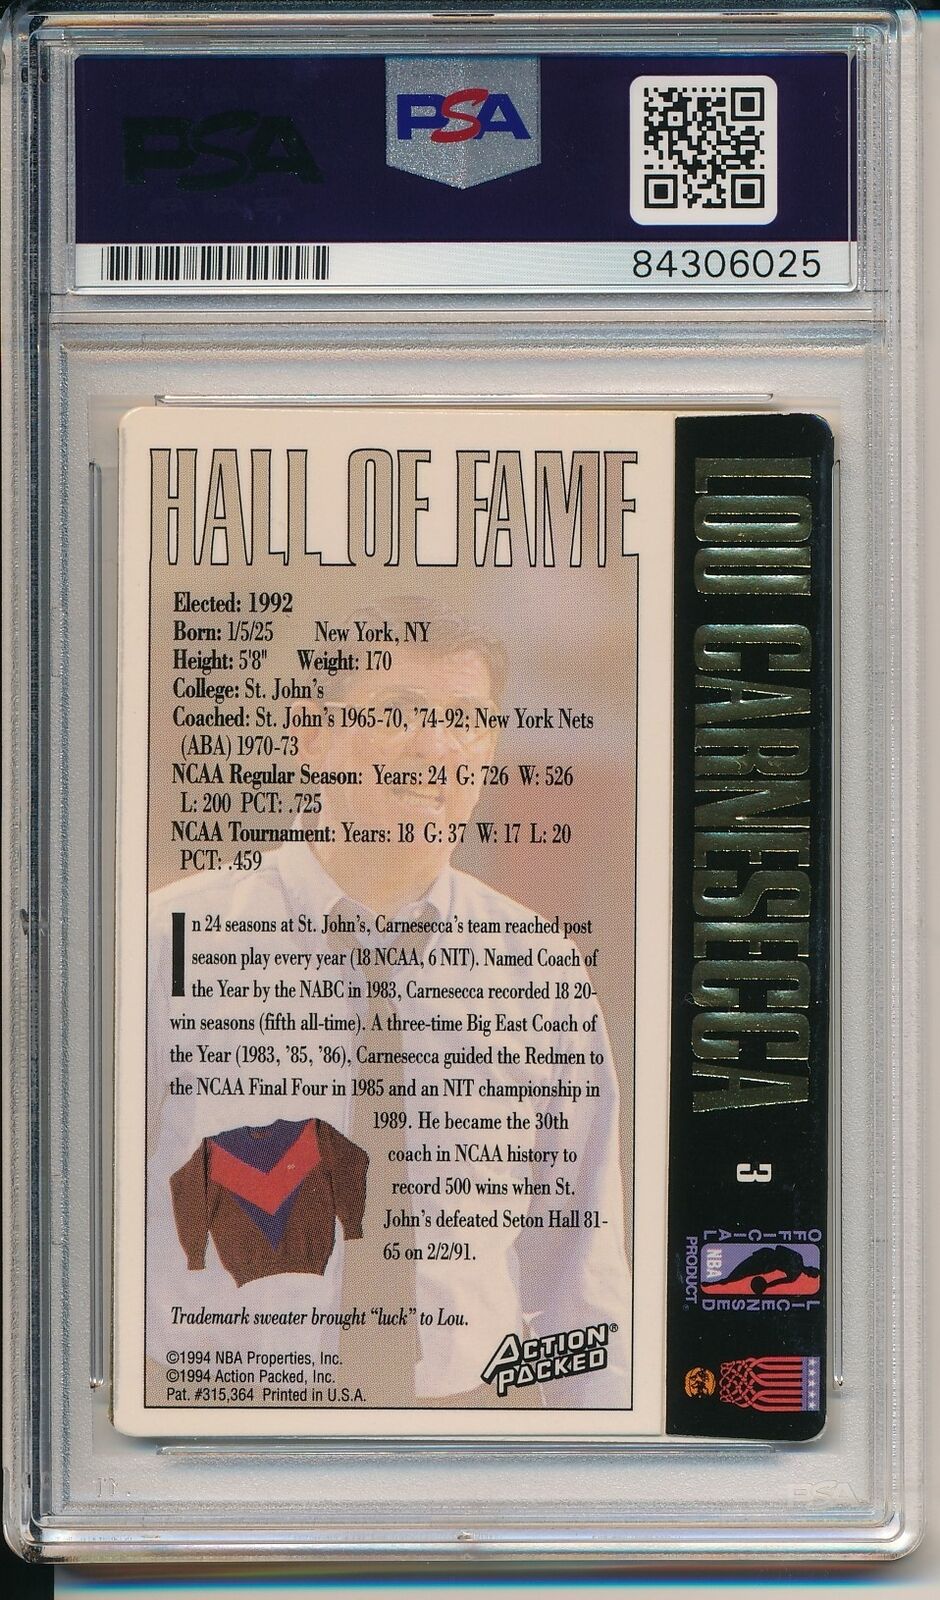 PSA
PSA
84306025
HALL OF FAME
Elected: 1992
Born: 1/5/25 New York, NY
Height: 5'8" Weight: 170
College: St. John's
Coached: St. John's 1965-70, '74-92; New York Nets
(ABA) 1970-73
NCAA Regular Season: Years: 24 G: 726 W: 526
L: 200 PCT: .725
NCAA Tournament: Years: 18 G: 37 W: 17 L: 20
PCT: .459
In 24 seasons at St. John's, Carnesecca's team reached post
season play every year (18 NCAA, 6 NIT). Named Coach of
the Year by the NABC in 1983, Carnesecca recorded 18 20-
win seasons (fifth all-time). A three-time Big East Coach of
the Year (1983, '85, '86), Carnesecca guided the Redmen to
the NCAA Final Four in 1985 and an NIT championship in
1989. He became the 30th
coach in NCAA history to
record 500 wins when St.
John's defeated Seton Hall 81-
65 on 2/2/91.
Trademark sweater brought "luck" to Lou.
©1994 NBA Properties, Inc.
©1994 Action Packed, Inc.
Pat. #315,364 Printed in U.S.A.
ACTION PACKED®
LOU CARNESECCA
3
OFFICIAL LICENSED
NBA
PRODUCT
PSA